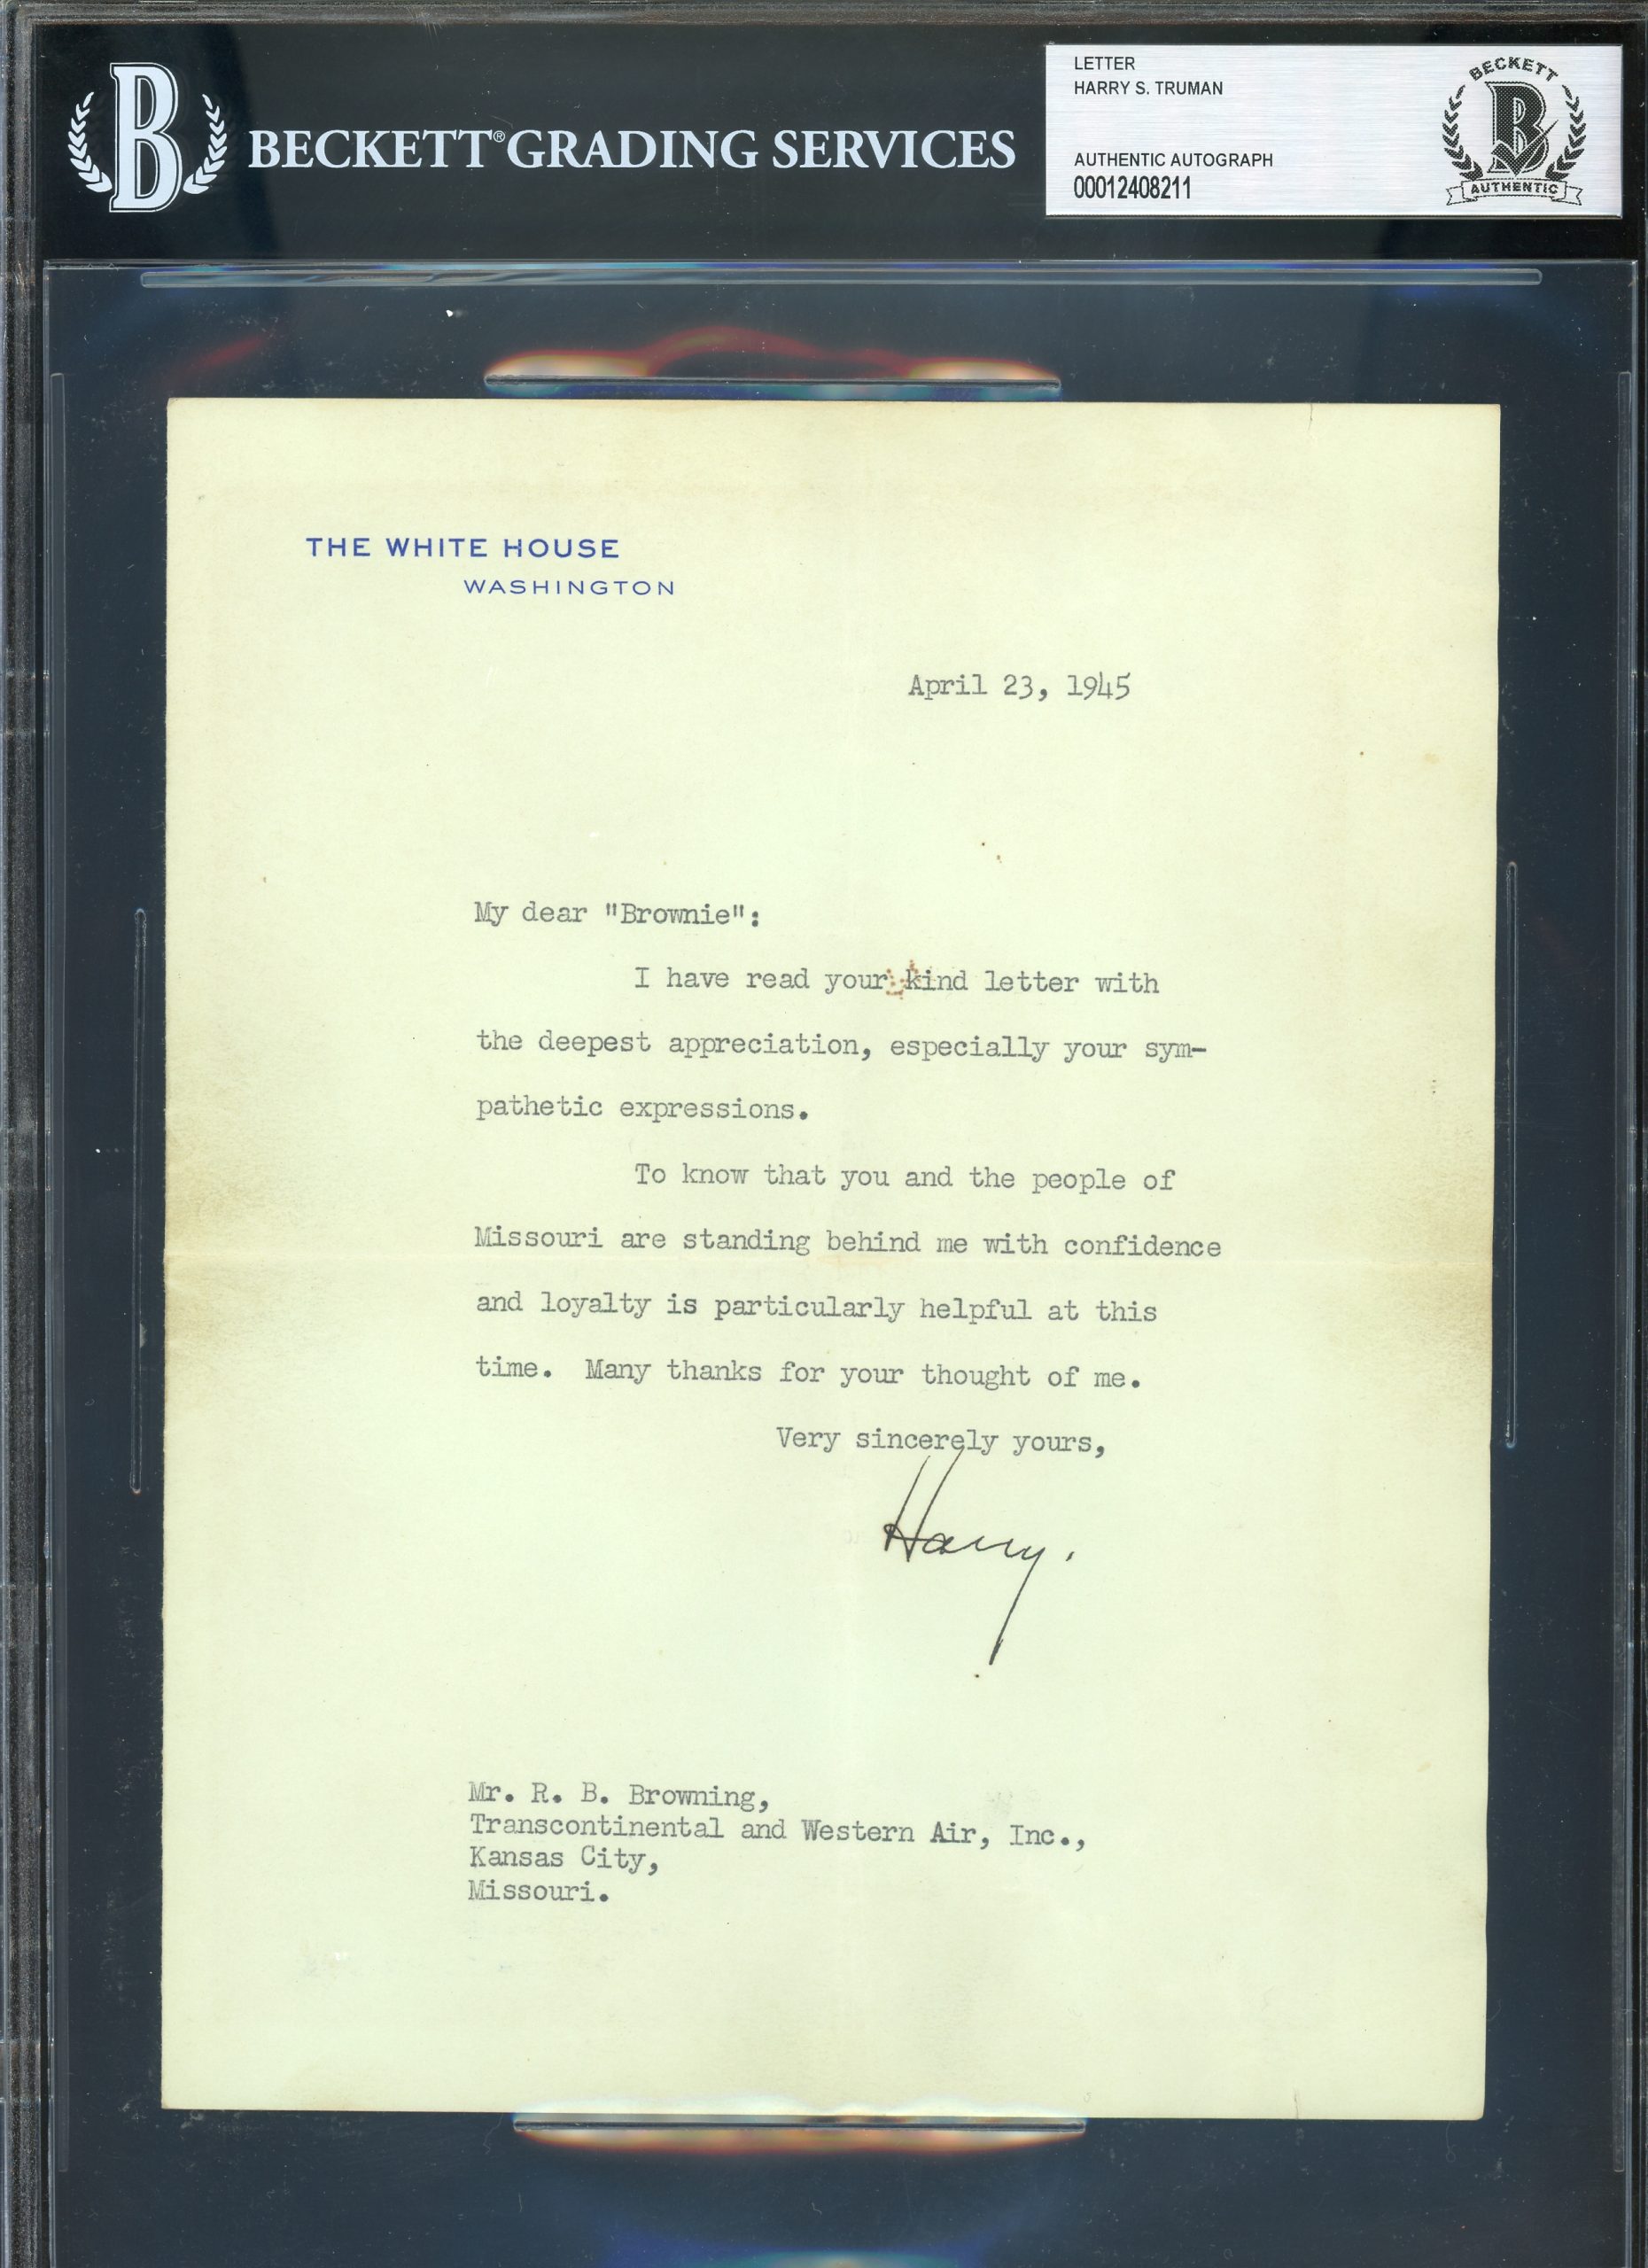 B
BECKETT® GRADING SERVICES
LETTER
HARRY S. TRUMAN
AUTHENTIC AUTOGRAPH
00012408211
BECKETT
B
AUTHENTIC
THE WHITE HOUSE
WASHINGTON
April 23, 1945
My dear "Brownie":
I have read your kind letter with
the deepest appreciation, especially your sym-
pathetic expressions.
To know that you and the people of
Missouri are standing behind me with confidence
and loyalty is particularly helpful at this
time. Many thanks for your thought of me.
Very sincerely yours,
Harry.
Mr. R. B. Browning,
Transcontinental and Western Air, Inc.,
Kansas City,
Missouri.